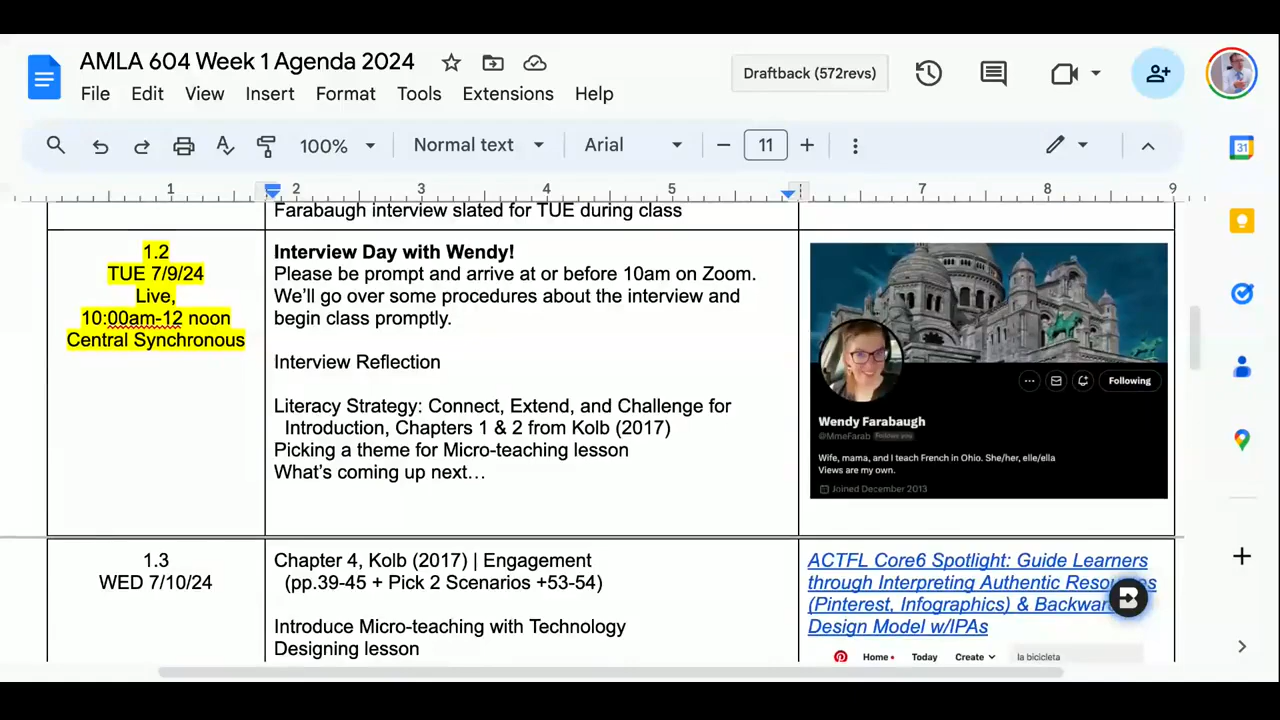 AMLA 604 Week 1 Agenda 2024
Draftback (572revs)
File Edit View Insert Format Tools Extensions Help
100% Normal text Arial 11
1 2 3 4 5 6 7 8 9
Farabaugh interview slated for TUE during class
1.2
TUE 7/9/24
Live,
10:00am-12 noon
Central Synchronous
Interview Day with Wendy!
Please be prompt and arrive at or before 10am on Zoom.
We’ll go over some procedures about the interview and
begin class promptly.
Interview Reflection
Literacy Strategy: Connect, Extend, and Challenge for
Introduction, Chapters 1 & 2 from Kolb (2017)
Picking a theme for Micro-teaching lesson
What’s coming up next…
Following
Wendy Farabaugh
@MmeFarab Follows you
Wife, mama, and I teach French in Ohio. She/her, elle/ella
Views are my own.
Joined December 2013
1.3
WED 7/10/24
Chapter 4, Kolb (2017) | Engagement
(pp.39-45 + Pick 2 Scenarios +53-54)
Introduce Micro-teaching with Technology
Designing lesson
ACTFL Core6 Spotlight: Guide Learners
through Interpreting Authentic
(Pinterest, Infographics) &
Design Model w/IPAs
Home Today Create la bicicleta
31